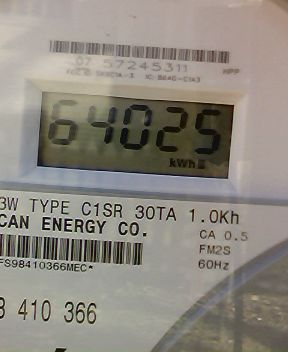 07 57245311
64025
kWh
3W TYPE C1SR 30TA 1.0Kh
CAN ENERGY CO.
CA 0.5
FM2S
FS98410366MEC*
60Hz
410 366